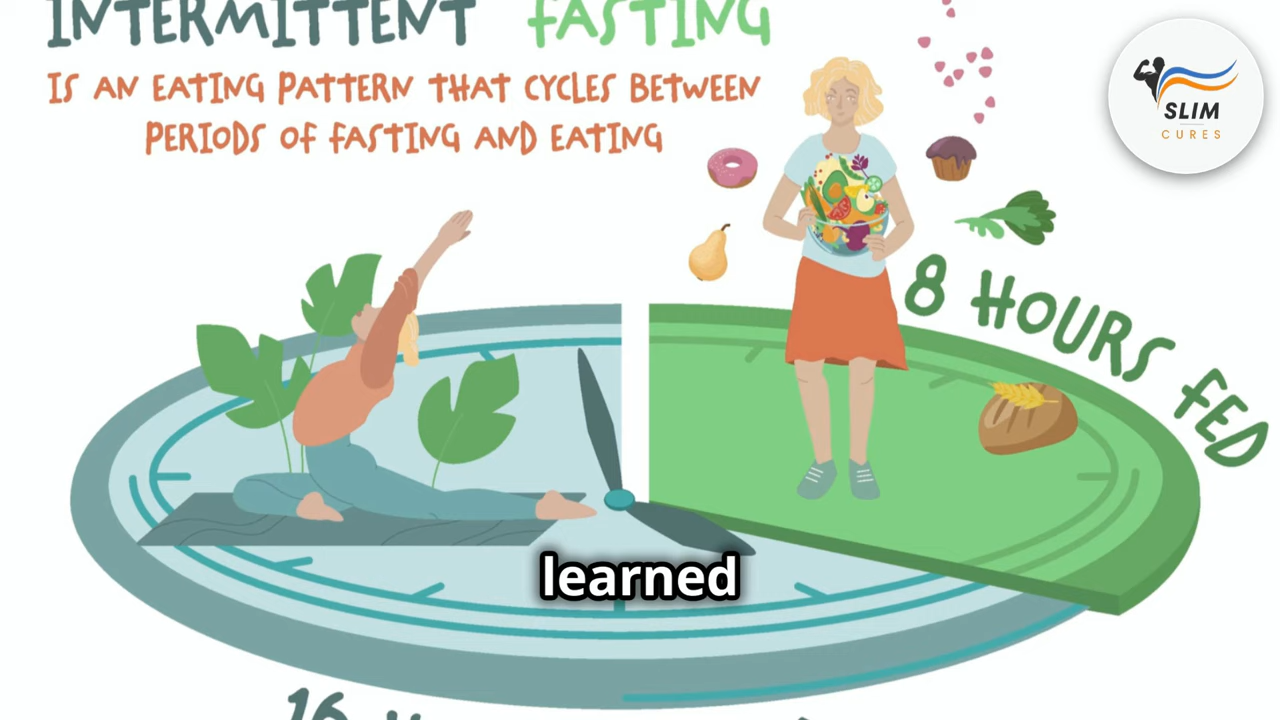 INTERMITTENT FASTING
IS AN EATING PATTERN THAT CYCLES BETWEEN
PERIODS OF FASTING AND EATING
SLIM
CURES
8 HOURS FED
learned
16